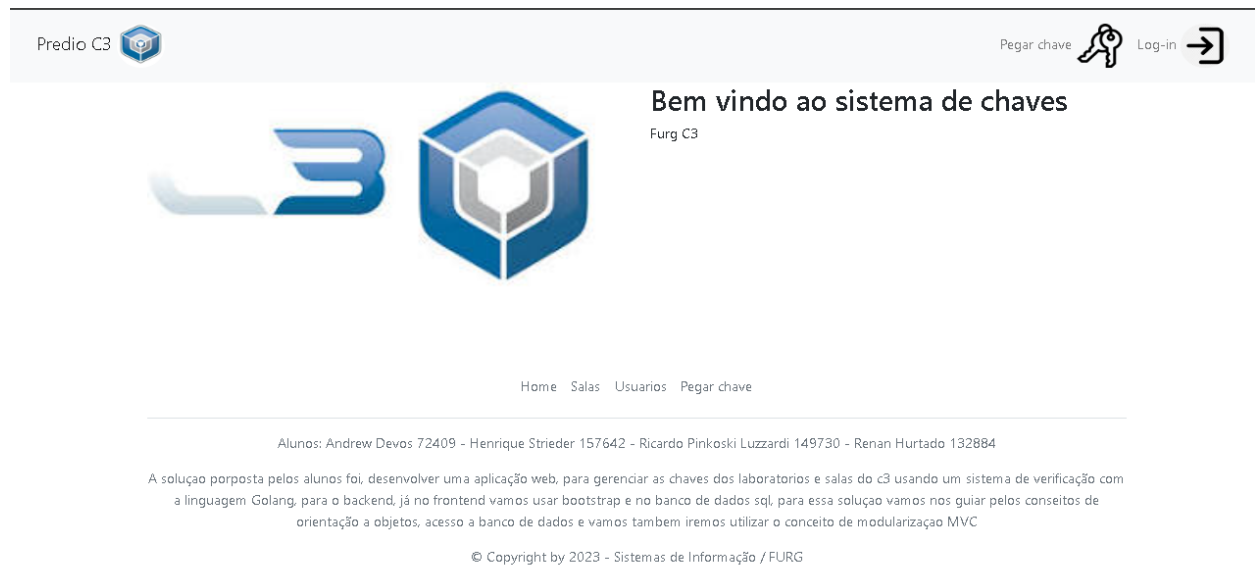 Predio C3
Pegar chave
Log-in
C3
Bem vindo ao sistema de chaves
Furg C3
Home Salas Usuarios Pegar chave
Alunos: Andrew Devos 72409 - Henrique Strieder 157642 - Ricardo Pinkoski Luzzardi 149730 - Renan Hurtado 132884
A soluçao porposta pelos alunos foi, desenvolver uma aplicação web, para gerenciar as chaves dos laboratorios e salas do c3 usando um sistema de verificação com
a linguagem Golang, para o backend, já no frontend vamos usar bootstrap e no banco de dados sql, para essa soluçao vamos nos guiar pelos conseitos de
orientação a objetos, acesso a banco de dados e vamos tambem iremos utilizar o conceito de modularizaçao MVC
© Copyright by 2023 - Sistemas de Informação / FURG